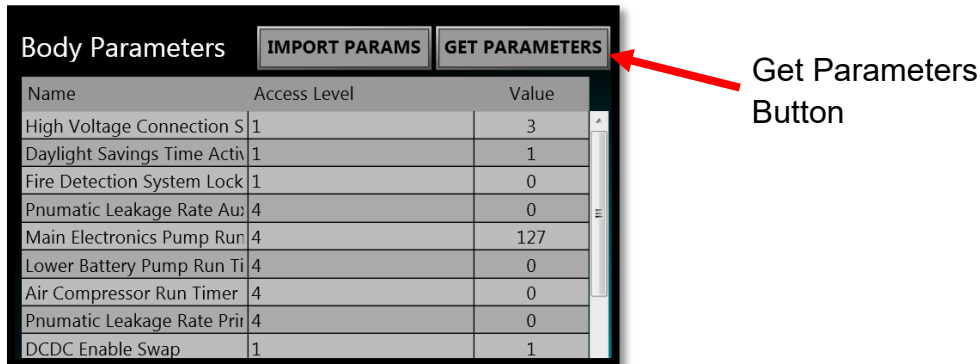 Body Parameters IMPORT PARAMS GET PARAMETERS
Name Access Level Value
High Voltage Connection S 1 3
Daylight Savings Time Activ 1 1
Fire Detection System Lock 1 0
Pnumatic Leakage Rate Aux 4 0
Main Electronics Pump Run 4 127
Lower Battery Pump Run Ti 4 0
Air Compressor Run Timer 4 0
Pnumatic Leakage Rate Prir 4 0
DCDC Enable Swap 1 1
Get Parameters
Button